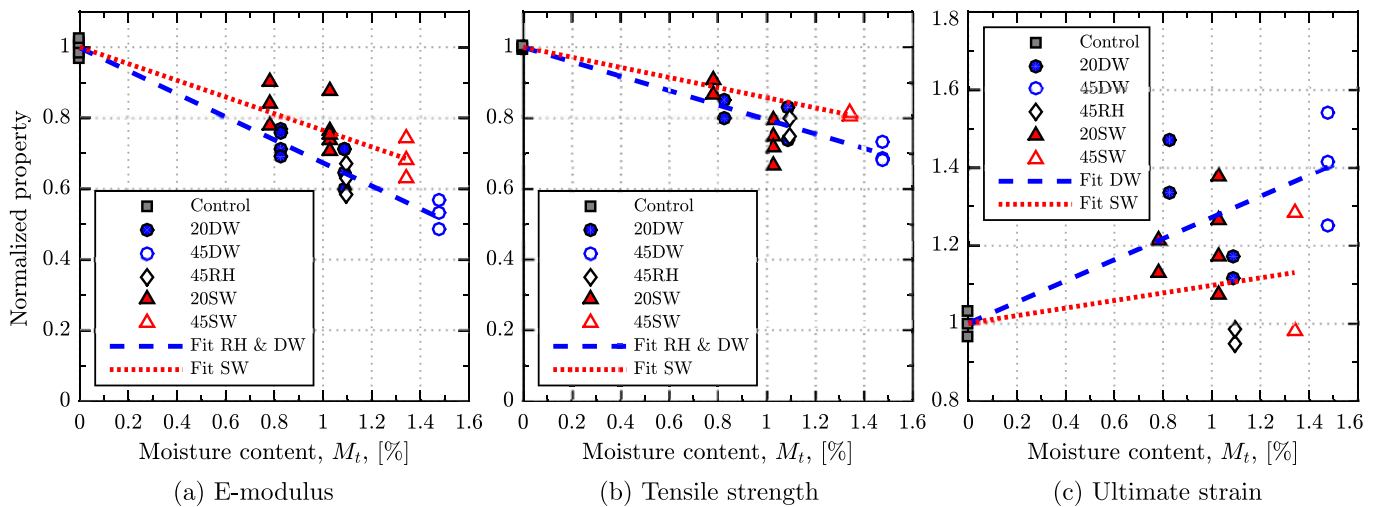 Normalized property
1
0.8
0.6
0.4
0.2
0
0 0.2 0.4 0.6 0.8 1 1.2 1.4 1.6
Control
20DW
45DW
45RH
20SW
45SW
Fit RH & DW
Fit SW
Moisture content, Mₜ, [%]
(a) E-modulus
1
0.8
0.6
0.4
0.2
0
0 0.2 0.4 0.6 0.8 1 1.2 1.4 1.6
Control
20DW
45DW
45RH
20SW
45SW
Fit RH & DW
Fit SW
Moisture content, Mₜ, [%]
(b) Tensile strength
1.8
1.6
1.4
1.2
1
0.8
0 0.2 0.4 0.6 0.8 1 1.2 1.4 1.6
Control
20DW
45DW
45RH
20SW
45SW
Fit DW
Fit SW
Moisture content, Mₜ, [%]
(c) Ultimate strain